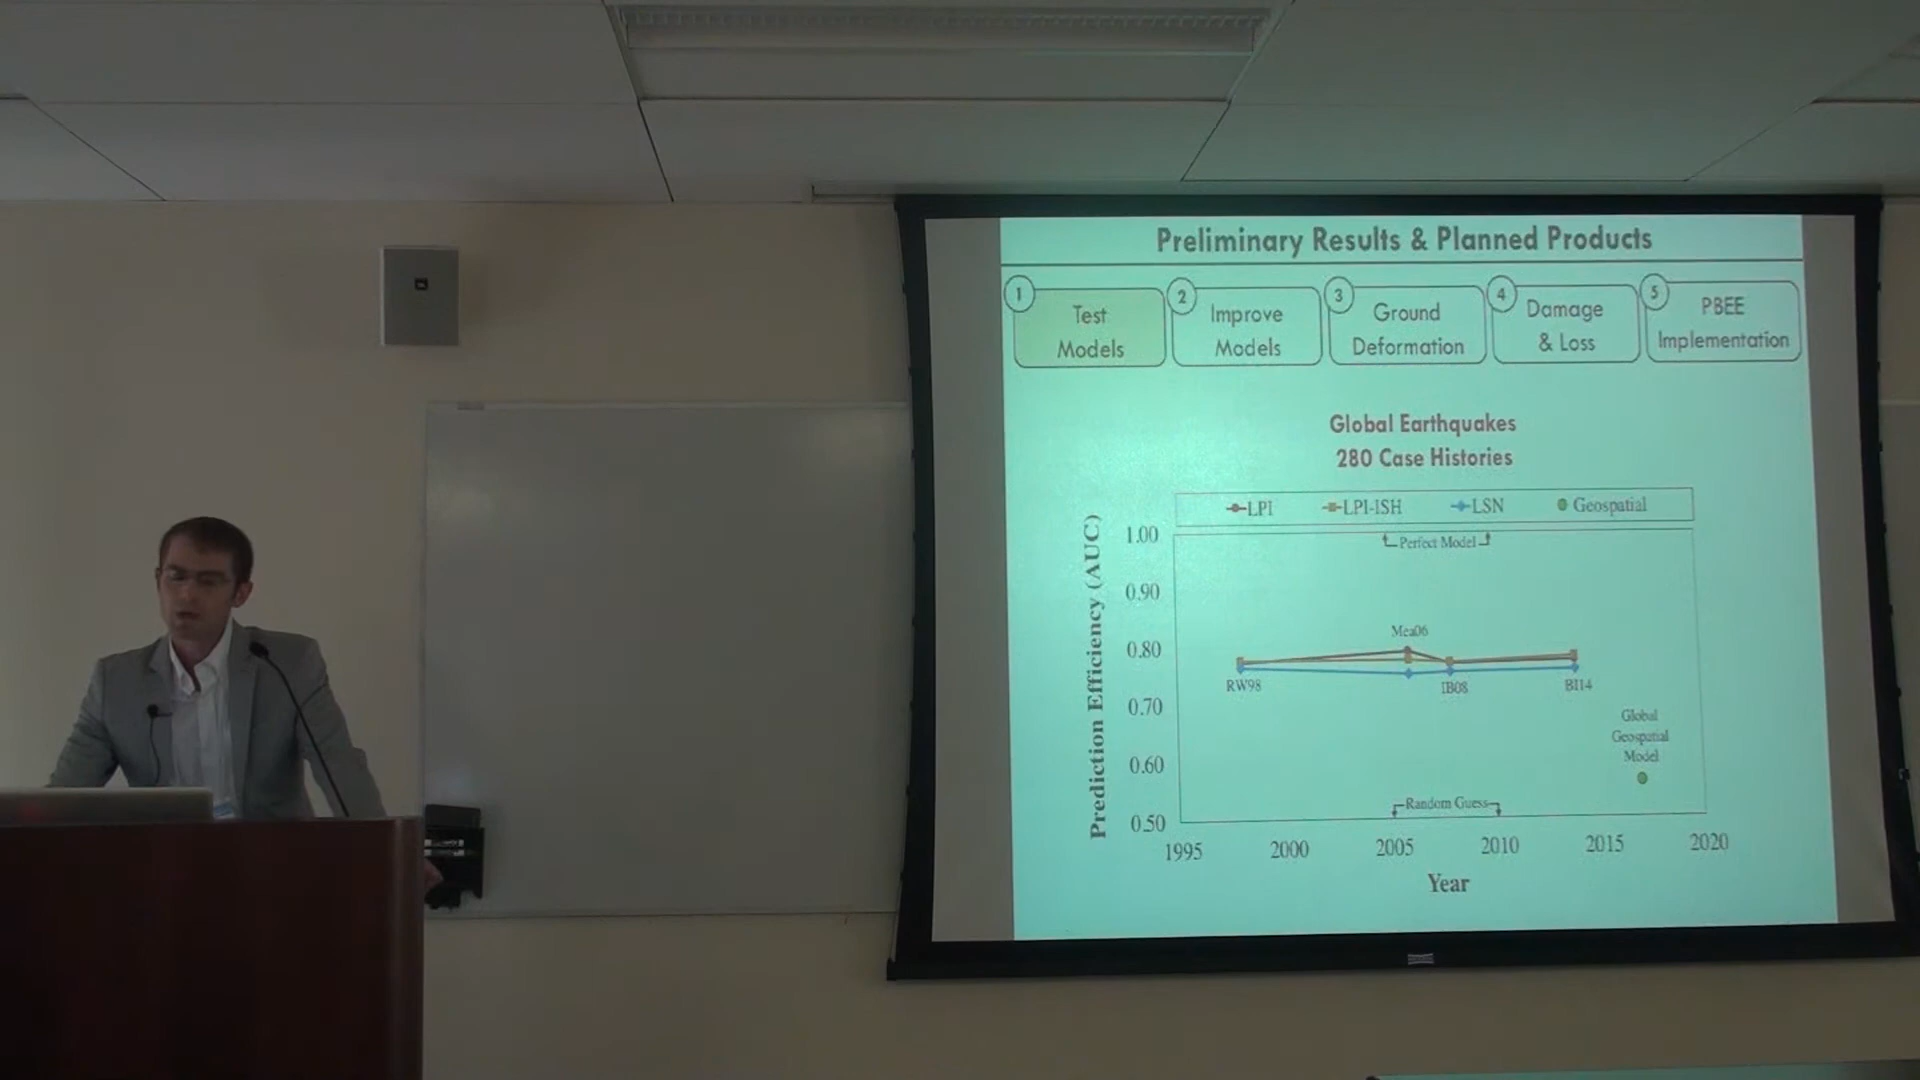 Preliminary Results & Planned Products
1
Test
Models
2
Improve
Models
3
Ground
Deformation
4
Damage
& Loss
5
PBEE
Implementation
Global Earthquakes
280 Case Histories
LPI LPI-ISH LSN Geospatial
Prediction Efficiency (AUC)
1.00
0.90
0.80
0.70
0.60
0.50
Perfect Model
Mea06
RW98
IB08
BI14
Global
Geospatial
Model
Random Guess
1995 2000 2005 2010 2015 2020
Year